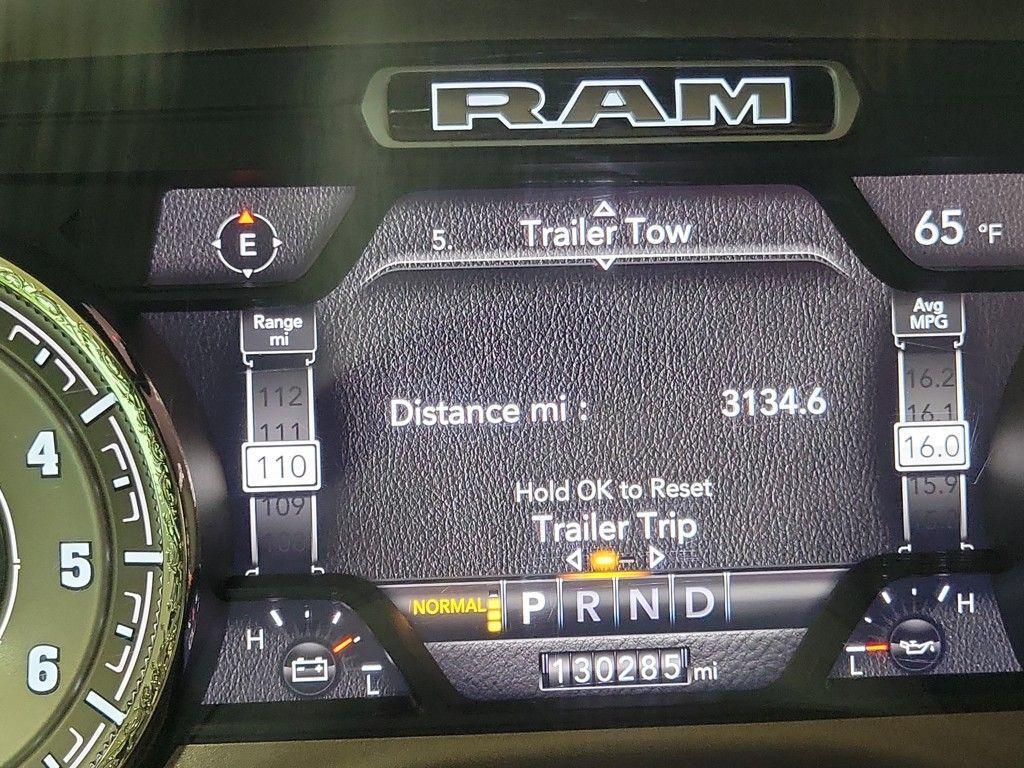 RAM
E
5. Trailer Tow
65 °F
Range
mi
Avg
MPG
112
111
110
109
16.2
16.1
16.0
15.9
Distance mi : 3134.6
Hold OK to Reset
Trailer Trip
NORMAL P R N D
H
L
H
L
130285 mi
4
5
6